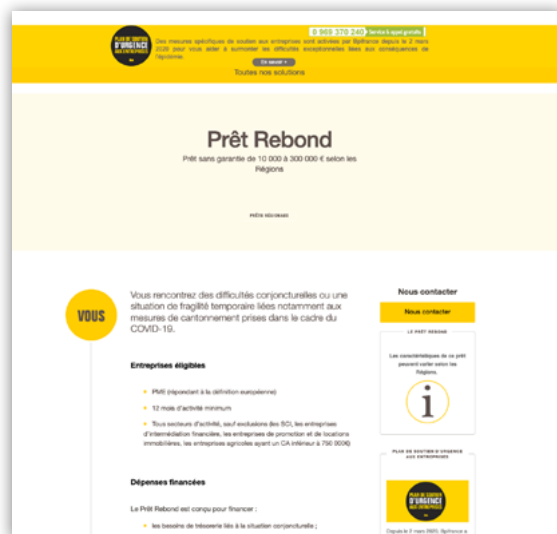 PLAN DE SOUTIEN
D'URGENCE
AUX ENTREPRISES
0 969 370 240 Service & appel gratuits
Des mesures spécifiques de soutien aux entreprises sont activées par Bpifrance depuis le 2 mars
2020 pour vous aider à surmonter les difficultés exceptionnelles liées aux conséquences de
l'épidémie.
En savoir +
Toutes nos solutions
Prêt Rebond
Prêt sans garantie de 10 000 à 300 000 € selon les
Régions
PRÊTS RÉGIONAUX
VOUS
Vous rencontrez des difficultés conjoncturelles ou une
situation de fragilité temporaire liées notamment aux
mesures de cantonnement prises dans le cadre du
COVID-19.
Entreprises éligibles
PME (répondant à la définition européenne)
12 mois d'activité minimum
Tous secteurs d'activité, sauf exclusions (les SCI, les entreprises
d'intermédiation financière, les entreprises de promotion et de locations
immobilières, les entreprises agricoles ayant un CA inférieur à 750 000€)
Dépenses financées
Le Prêt Rebond est conçu pour financer :
les besoins de trésorerie liés à la situation conjoncturelle ;
Nous contacter
Nous contacter
LE PRÊT REBOND
Les caractéristiques de ce prêt
peuvent varier selon les
Régions.
i
PLAN DE SOUTIEN D'URGENCE
AUX ENTREPRISES
PLAN DE SOUTIEN
D'URGENCE
AUX ENTREPRISES
Depuis le 2 mars 2020, Bpifrance a